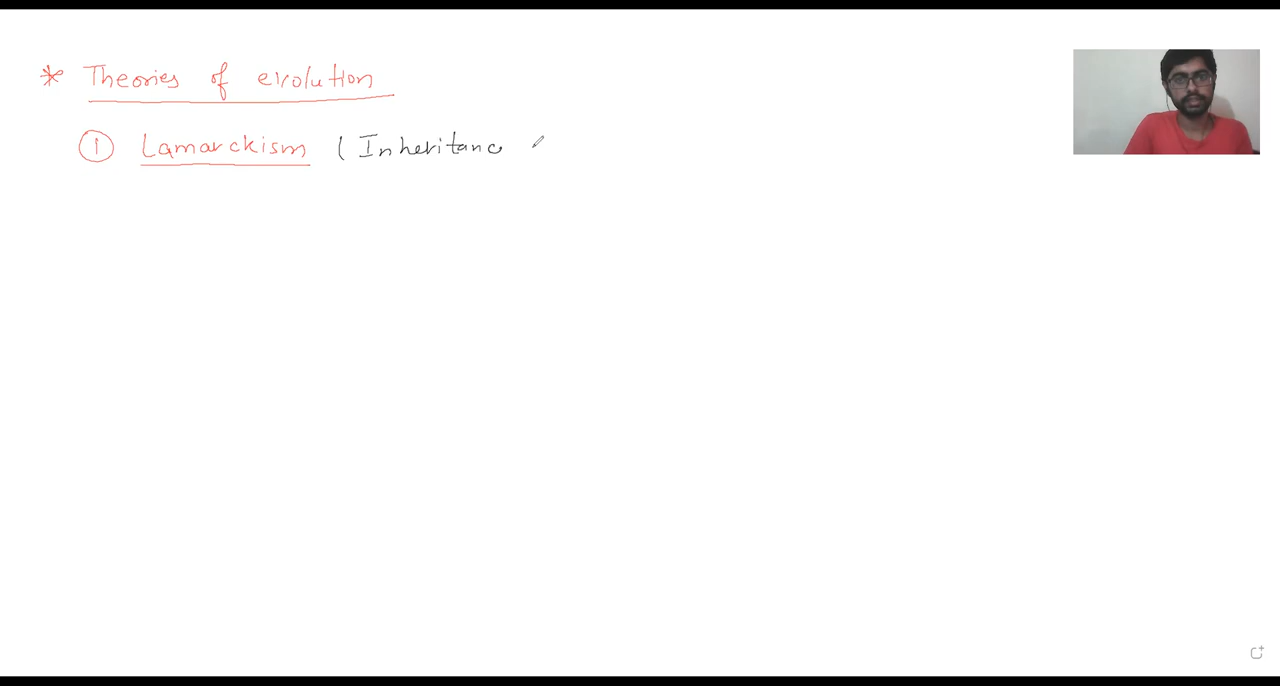 * Theories of evolution
① Lamarckism (Inheritanc